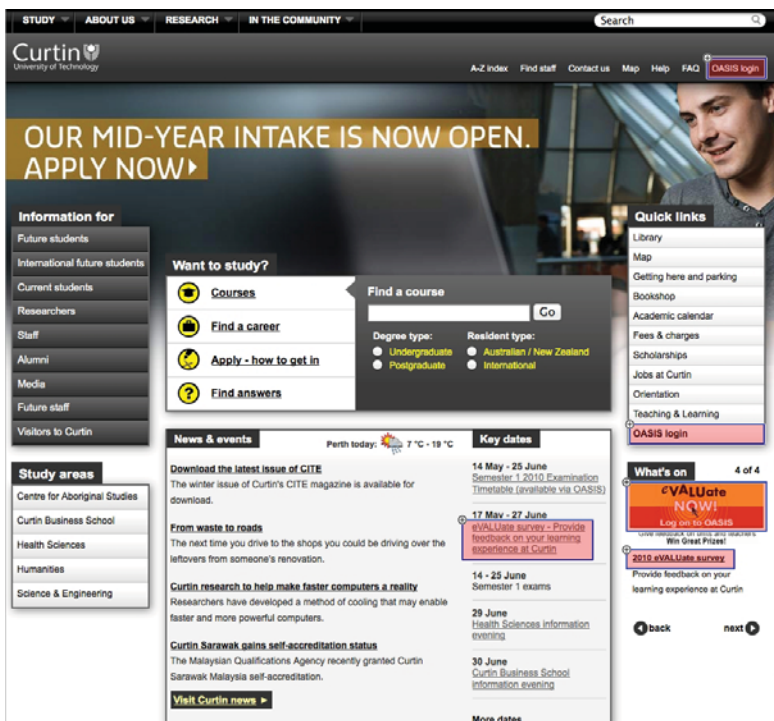 STUDY ABOUT US RESEARCH IN THE COMMUNITY Search
Curtin
University of Technology
A-Z index Find staff Contact us Map Help FAQ OASIS login
OUR MID-YEAR INTAKE IS NOW OPEN.
APPLY NOW
Information for
Future students
International future students
Current students
Researchers
Staff
Alumni
Media
Future staff
Visitors to Curtin
Study areas
Centre for Aboriginal Studies
Curtin Business School
Health Sciences
Humanities
Science & Engineering
Want to study?
Courses
Find a career
Apply - how to get in
Find answers
Find a course
Go
Degree type: Resident type:
Undergraduate Australian / New Zealand
Postgraduate International
News & events Perth today: 7 °C - 19 °C
Download the latest issue of CITE
The winter issue of Curtin's CITE magazine is available for
download.
From waste to roads
The next time you drive to the shops you could be driving over the
leftovers from someone's renovation.
Curtin research to help make faster computers a reality
Researchers have developed a method of cooling that may enable
faster and more powerful computers.
Curtin Sarawak gains self-accreditation status
The Malaysian Qualifications Agency recently granted Curtin
Sarawak Malaysia self-accreditation.
Visit Curtin news
Key dates
14 May - 25 June
Semester 1 2010 Examination
Timetable (available via OASIS)
17 May - 27 June
eVALUate survey - Provide
feedback on your learning
experience at Curtin
14 - 25 June
Semester 1 exams
29 June
Health Sciences information
evening
30 June
Curtin Business School
information evening
More dates
Quick links
Library
Map
Getting here and parking
Bookshop
Academic calendar
Fees & charges
Scholarships
Jobs at Curtin
Orientation
Teaching & Learning
OASIS login
What's on 4 of 4
eVALUate
NOW!
Log on to OASIS
Give feedback on units and teachers
Win Great Prizes!
2010 eVALUate survey
Provide feedback on your
learning experience at Curtin
back next